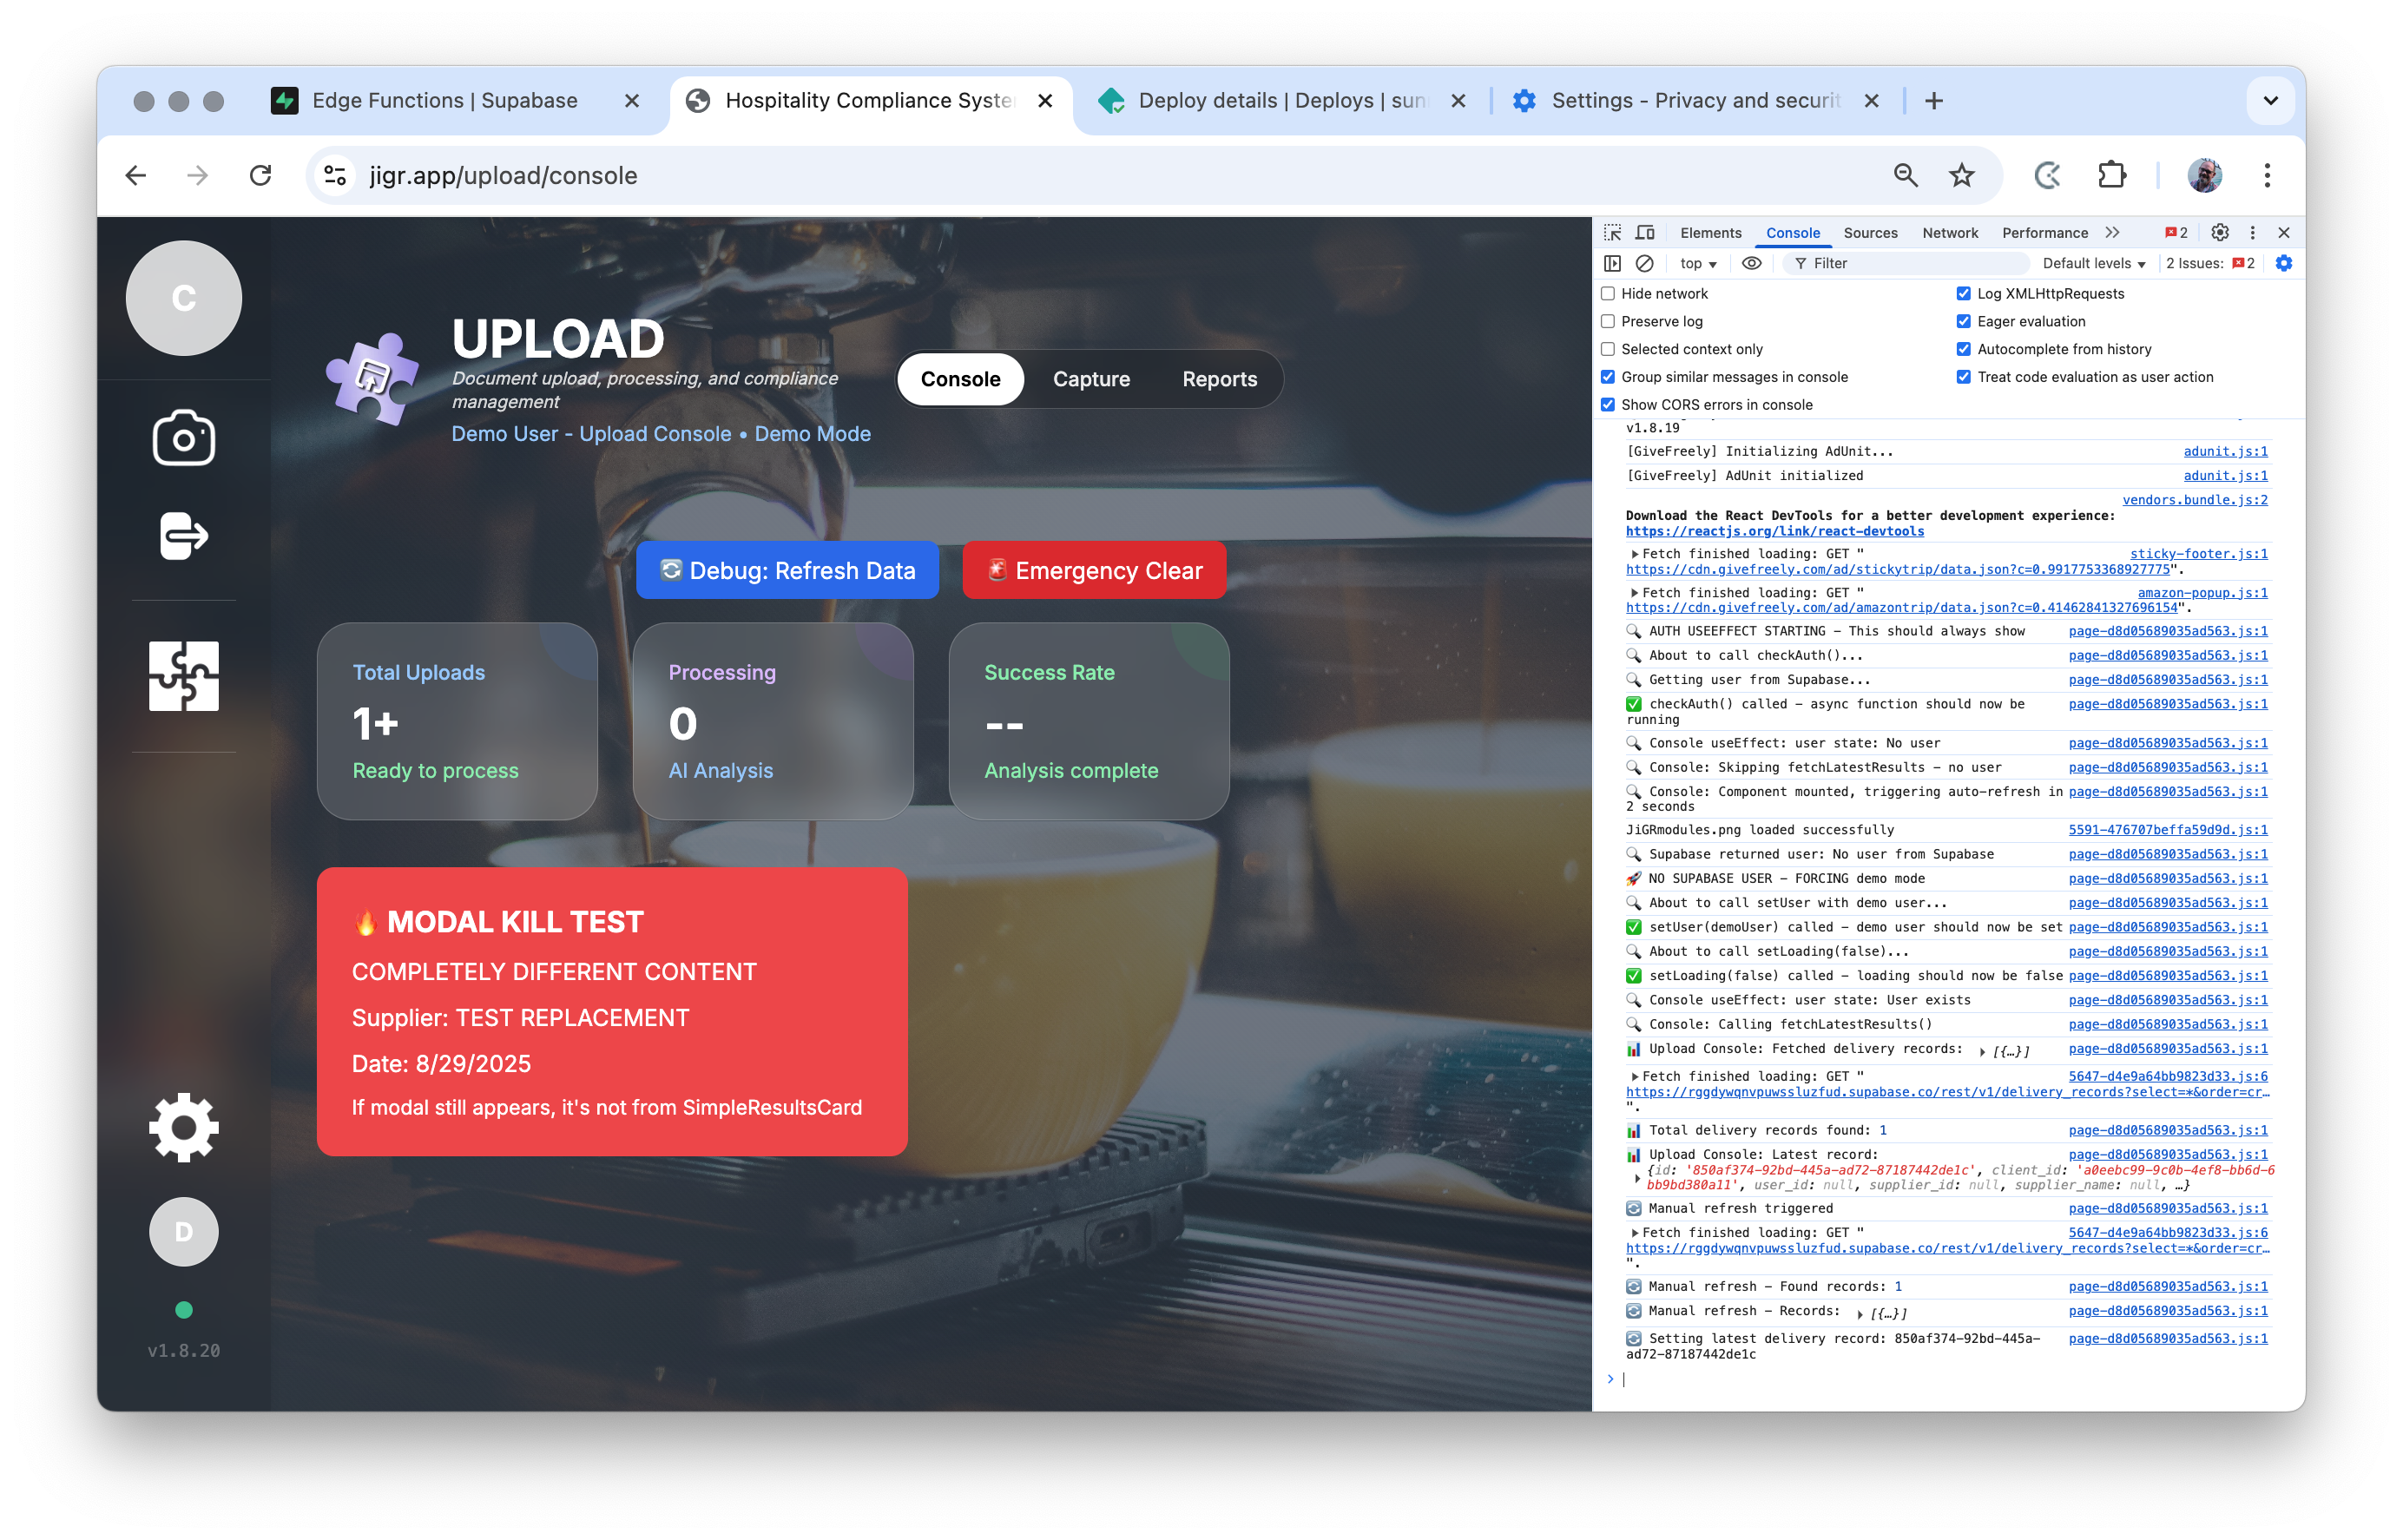 Edge Functions | Supabase
Hospitality Compliance Syste
Deploy details | Deploys | sun
Settings - Privacy and securit
jigr.app/upload/console
C
UPLOAD
Document upload, processing, and compliance
management
Demo User - Upload Console • Demo Mode
Console
Capture
Reports
🔄 Debug: Refresh Data
🚨 Emergency Clear
Total Uploads
1+
Ready to process
Processing
0
AI Analysis
Success Rate
--
Analysis complete
🔥 MODAL KILL TEST
COMPLETELY DIFFERENT CONTENT
Supplier: TEST REPLACEMENT
Date: 8/29/2025
If modal still appears, it's not from SimpleResultsCard
D
v1.8.20
Elements Console Sources Network Performance 2
top Filter Default levels 2 Issues: 2
Hide network
Log XMLHttpRequests
Preserve log
Eager evaluation
Selected context only
Autocomplete from history
Group similar messages in console
Treat code evaluation as user action
Show CORS errors in console
v1.8.19
[GiveFreely] Initializing AdUnit... adunit.js:1
[GiveFreely] AdUnit initialized adunit.js:1
vendors.bundle.js:2
Download the React DevTools for a better development experience:
https://reactjs.org/link/react-devtools
Fetch finished loading: GET " sticky-footer.js:1
https://cdn.givefreely.com/ad/stickytrip/data.json?c=0.9917753368927775".
Fetch finished loading: GET " amazon-popup.js:1
https://cdn.givefreely.com/ad/amazontrip/data.json?c=0.41462841327696154".
🔍 AUTH USEEFFECT STARTING – This should always show page-d8d05689035ad563.js:1
🔍 About to call checkAuth()... page-d8d05689035ad563.js:1
🔍 Getting user from Supabase... page-d8d05689035ad563.js:1
✅ checkAuth() called – async function should now be page-d8d05689035ad563.js:1
running
🔍 Console useEffect: user state: No user page-d8d05689035ad563.js:1
🔍 Console: Skipping fetchLatestResults – no user page-d8d05689035ad563.js:1
🔍 Console: Component mounted, triggering auto-refresh in page-d8d05689035ad563.js:1
2 seconds
JiGRmodules.png loaded successfully 5591-476707beffa59d9d.js:1
🔍 Supabase returned user: No user from Supabase page-d8d05689035ad563.js:1
🚀 NO SUPABASE USER – FORCING demo mode page-d8d05689035ad563.js:1
🔍 About to call setUser with demo user... page-d8d05689035ad563.js:1
✅ setUser(demoUser) called – demo user should now be set page-d8d05689035ad563.js:1
🔍 About to call setLoading(false)... page-d8d05689035ad563.js:1
✅ setLoading(false) called – loading should now be false page-d8d05689035ad563.js:1
🔍 Console useEffect: user state: User exists page-d8d05689035ad563.js:1
🔍 Console: Calling fetchLatestResults() page-d8d05689035ad563.js:1
📊 Upload Console: Fetched delivery records: [{…}] page-d8d05689035ad563.js:1
Fetch finished loading: GET " 5647-d4e9a64bb9823d33.js:6
https://rggdywqnvpuwssluzfud.supabase.co/rest/v1/delivery_records?select=*&order=cr…
".
📊 Total delivery records found: 1 page-d8d05689035ad563.js:1
📊 Upload Console: Latest record: page-d8d05689035ad563.js:1
{id: '850af374-92bd-445a-ad72-87187442de1c', client_id: 'a0eebc99-9c0b-4ef8-bb6d-6
bb9bd380a11', user_id: null, supplier_id: null, supplier_name: null, …}
🔄 Manual refresh triggered page-d8d05689035ad563.js:1
Fetch finished loading: GET " 5647-d4e9a64bb9823d33.js:6
https://rggdywqnvpuwssluzfud.supabase.co/rest/v1/delivery_records?select=*&order=cr…
".
🔄 Manual refresh – Found records: 1 page-d8d05689035ad563.js:1
🔄 Manual refresh – Records: [{…}] page-d8d05689035ad563.js:1
🔄 Setting latest delivery record: 850af374-92bd-445a- page-d8d05689035ad563.js:1
ad72-87187442de1c